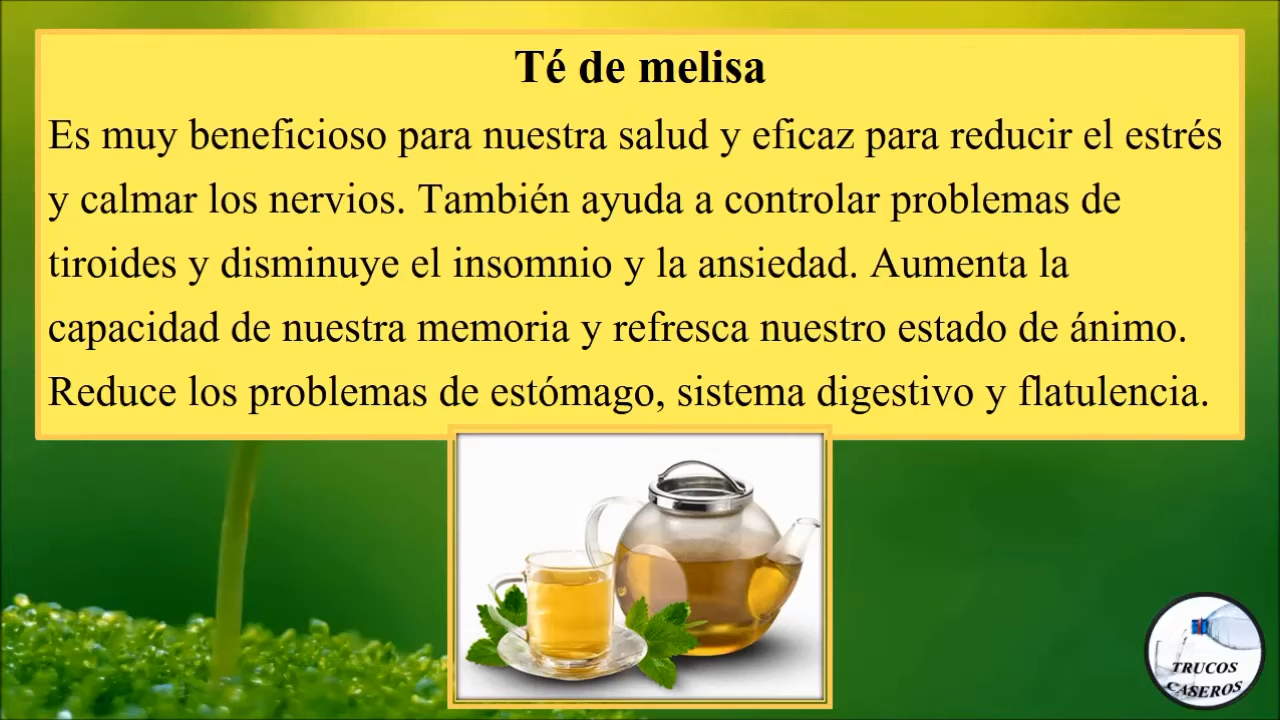 Té de melisa
Es muy beneficioso para nuestra salud y eficaz para reducir el estrés
y calmar los nervios. También ayuda a controlar problemas de
tiroides y disminuye el insomnio y la ansiedad. Aumenta la
capacidad de nuestra memoria y refresca nuestro estado de ánimo.
Reduce los problemas de estómago, sistema digestivo y flatulencia.
TRUCOS
CASEROS